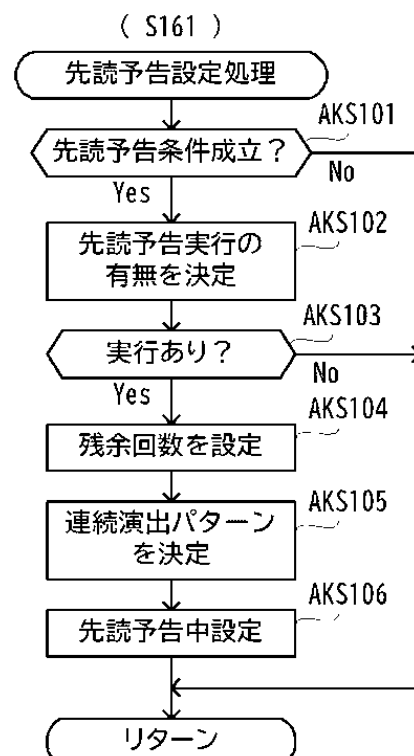 ( S161 )
先読予告設定処理
AKS101
先読予告条件成立？
No
Yes
AKS102
先読予告実行の
有無を決定
AKS103
実行あり？
No
Yes
AKS104
残余回数を設定
AKS105
連続演出パターン
を決定
AKS106
先読予告中設定
リターン